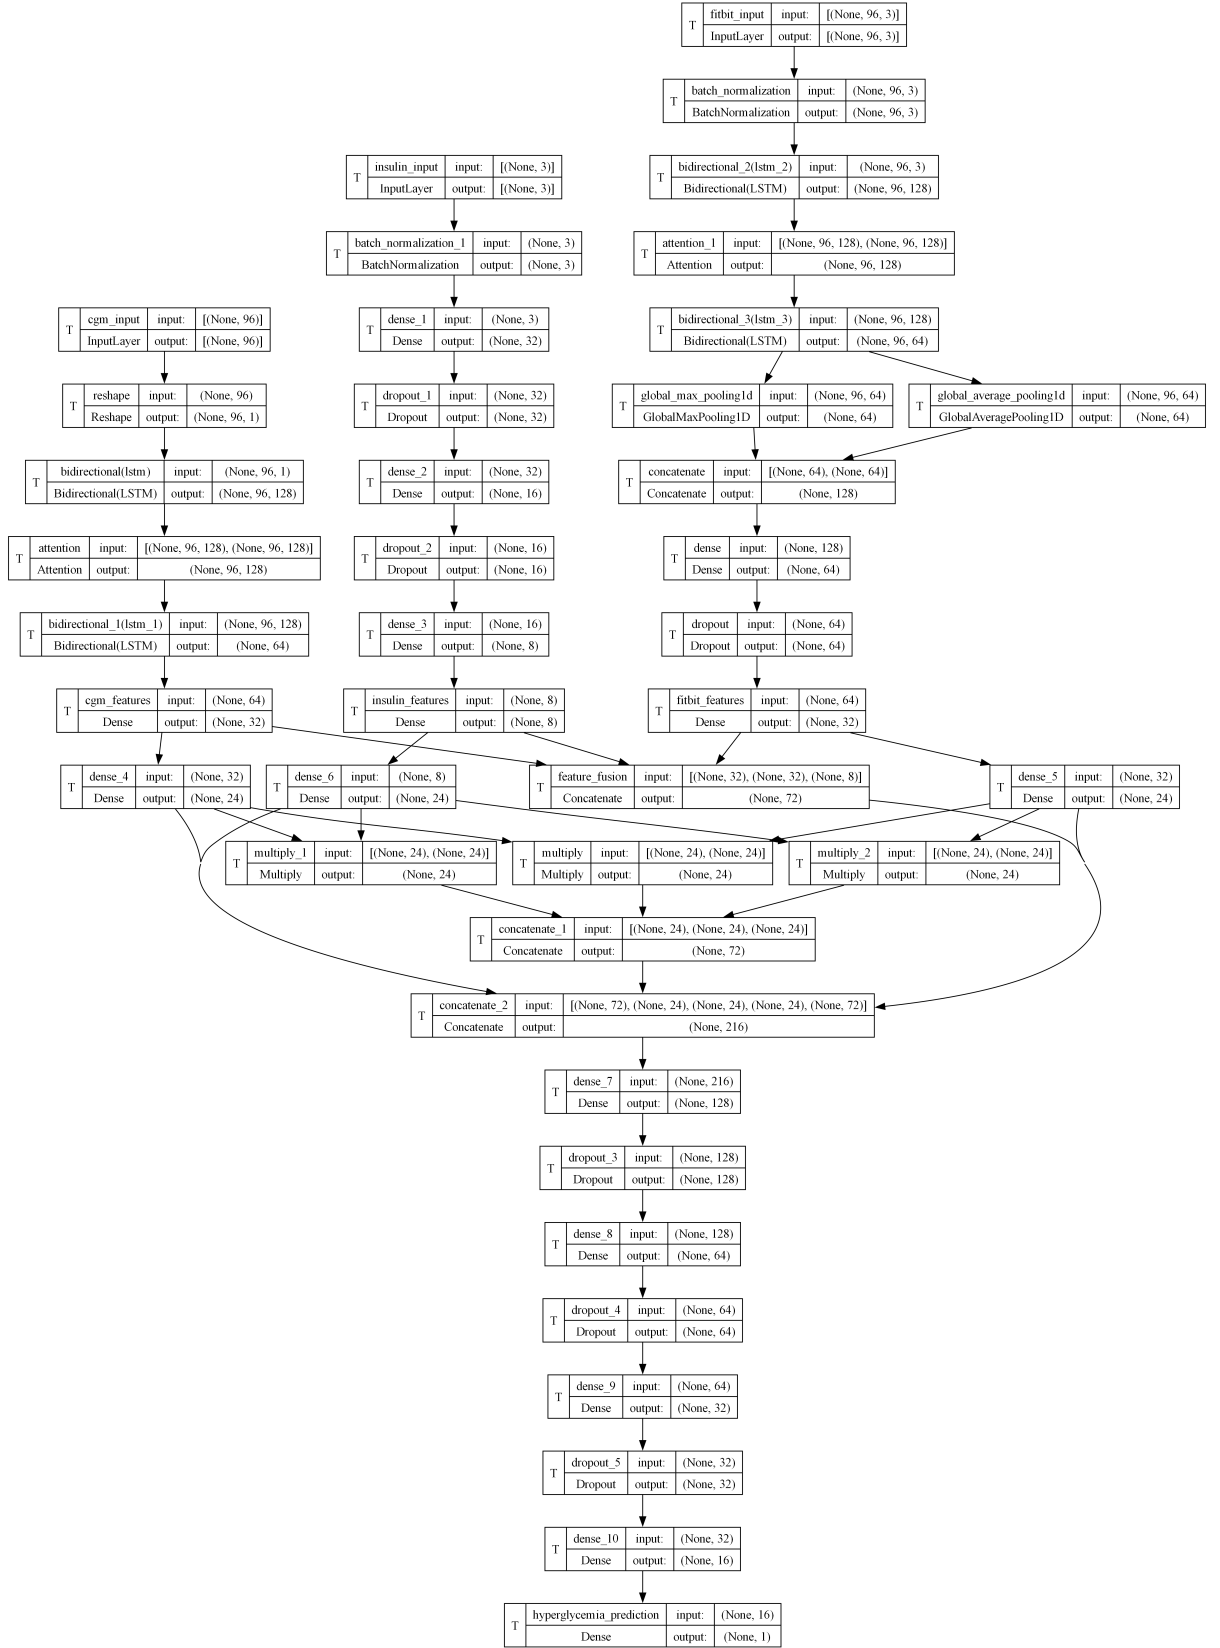 T fitbit_input input: [(None, 96, 3)]
InputLayer output: [(None, 96, 3)]
T batch_normalization input: (None, 96, 3)
BatchNormalization output: (None, 96, 3)
T insulin_input input: [(None, 3)]
InputLayer output: [(None, 3)]
T bidirectional_2(lstm_2) input: (None, 96, 3)
Bidirectional(LSTM) output: (None, 96, 128)
T batch_normalization_1 input: (None, 3)
BatchNormalization output: (None, 3)
T attention_1 input: [(None, 96, 128), (None, 96, 128)]
Attention output: (None, 96, 128)
T cgm_input input: [(None, 96)]
InputLayer output: [(None, 96)]
T dense_1 input: (None, 3)
Dense output: (None, 32)
T bidirectional_3(lstm_3) input: (None, 96, 128)
Bidirectional(LSTM) output: (None, 96, 64)
T reshape input: (None, 96)
Reshape output: (None, 96, 1)
T dropout_1 input: (None, 32)
Dropout output: (None, 32)
T global_max_pooling1d input: (None, 96, 64)
GlobalMaxPooling1D output: (None, 64)
T global_average_pooling1d input: (None, 96, 64)
GlobalAveragePooling1D output: (None, 64)
T bidirectional(lstm) input: (None, 96, 1)
Bidirectional(LSTM) output: (None, 96, 128)
T dense_2 input: (None, 32)
Dense output: (None, 16)
T concatenate input: [(None, 64), (None, 64)]
Concatenate output: (None, 128)
T attention input: [(None, 96, 128), (None, 96, 128)]
Attention output: (None, 96, 128)
T dropout_2 input: (None, 16)
Dropout output: (None, 16)
T dense input: (None, 128)
Dense output: (None, 64)
T bidirectional_1(lstm_1) input: (None, 96, 128)
Bidirectional(LSTM) output: (None, 64)
T dense_3 input: (None, 16)
Dense output: (None, 8)
T dropout input: (None, 64)
Dropout output: (None, 64)
T cgm_features input: (None, 64)
Dense output: (None, 32)
T insulin_features input: (None, 8)
Dense output: (None, 8)
T fitbit_features input: (None, 64)
Dense output: (None, 32)
T dense_4 input: (None, 32)
Dense output: (None, 24)
T dense_6 input: (None, 8)
Dense output: (None, 24)
T feature_fusion input: [(None, 32), (None, 32), (None, 8)]
Concatenate output: (None, 72)
T dense_5 input: (None, 32)
Dense output: (None, 24)
T multiply_1 input: [(None, 24), (None, 24)]
Multiply output: (None, 24)
T multiply input: [(None, 24), (None, 24)]
Multiply output: (None, 24)
T multiply_2 input: [(None, 24), (None, 24)]
Multiply output: (None, 24)
T concatenate_1 input: [(None, 24), (None, 24), (None, 24)]
Concatenate output: (None, 72)
T concatenate_2 input: [(None, 72), (None, 24), (None, 24), (None, 24), (None, 72)]
Concatenate output: (None, 216)
T dense_7 input: (None, 216)
Dense output: (None, 128)
T dropout_3 input: (None, 128)
Dropout output: (None, 128)
T dense_8 input: (None, 128)
Dense output: (None, 64)
T dropout_4 input: (None, 64)
Dropout output: (None, 64)
T dense_9 input: (None, 64)
Dense output: (None, 32)
T dropout_5 input: (None, 32)
Dropout output: (None, 32)
T dense_10 input: (None, 32)
Dense output: (None, 16)
T hyperglycemia_prediction input: (None, 16)
Dense output: (None, 1)